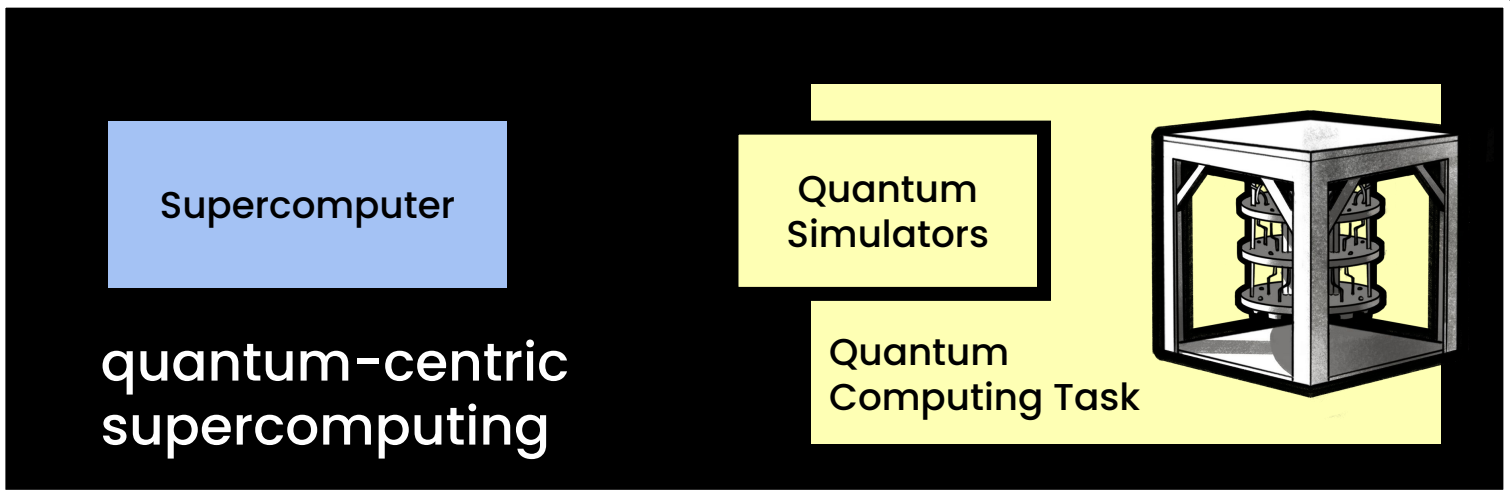 Supercomputer
Quantum
Simulators
quantum-centric
supercomputing
Quantum
Computing Task